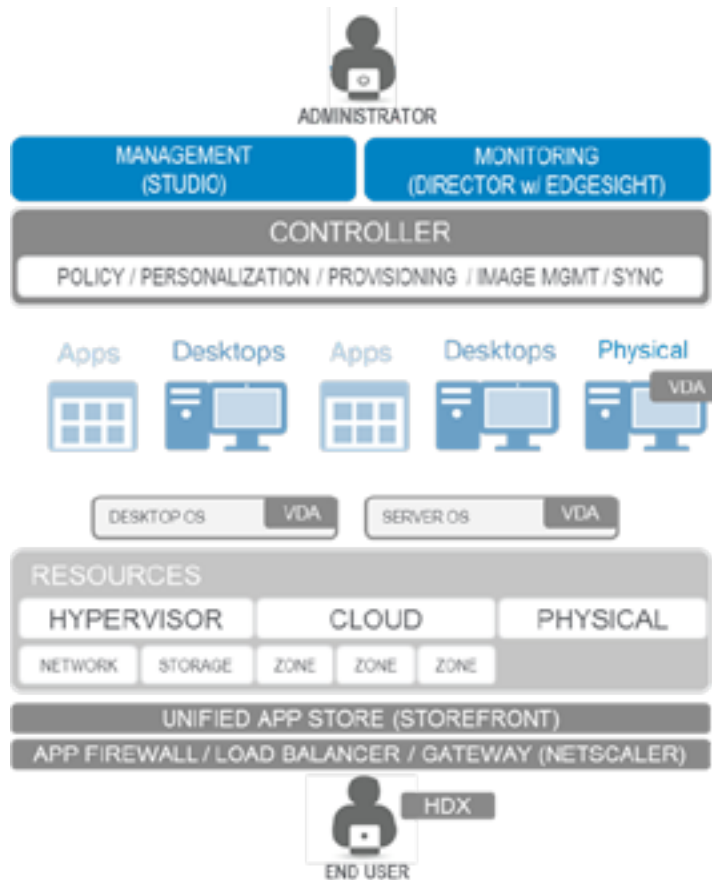 ADMINISTRATOR
MANAGEMENT
(STUDIO)
MONITORING
(DIRECTOR w/ EDGESIGHT)
CONTROLLER
POLICY / PERSONALIZATION / PROVISIONING / IMAGE MGMT / SYNC
Apps Desktops Apps Desktops Physical
VDA
DESKTOP OS VDA SERVER OS VDA
RESOURCES
HYPERVISOR CLOUD PHYSICAL
NETWORK STORAGE ZONE ZONE ZONE
UNIFIED APP STORE (STOREFRONT)
APP FIREWALL / LOAD BALANCER / GATEWAY (NETSCALER)
HDX
END USER